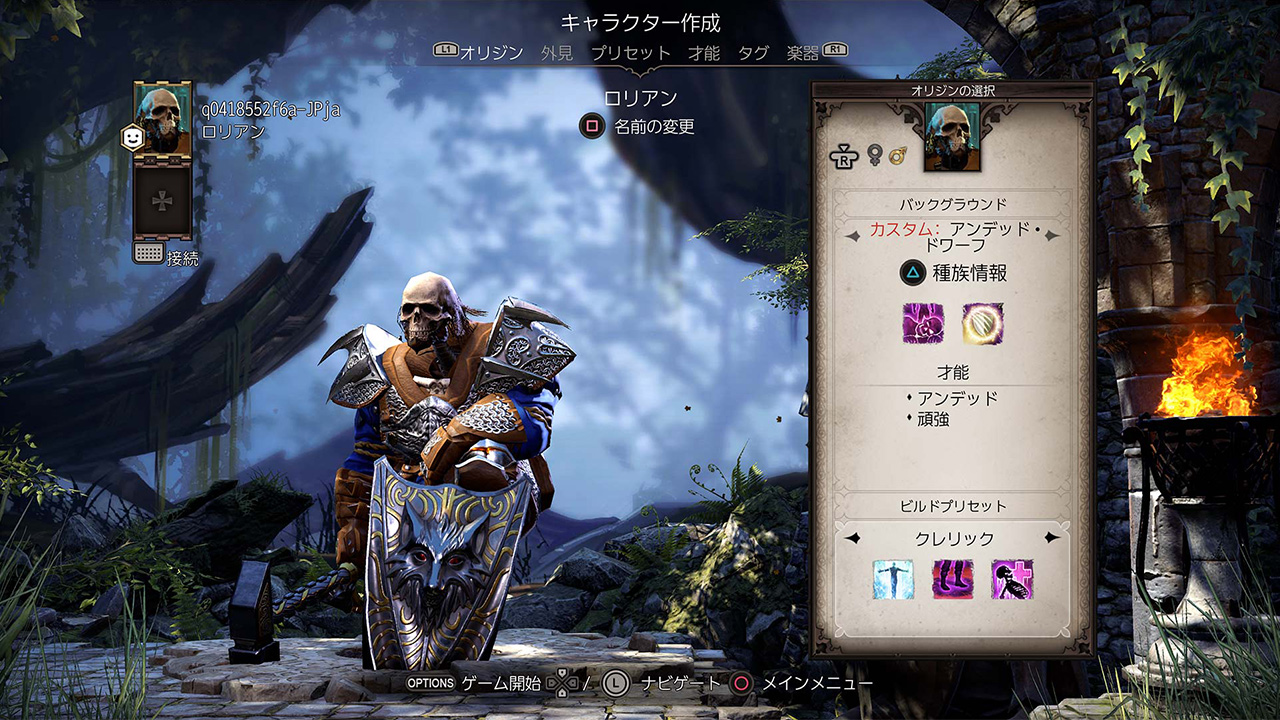 キャラクター作成
L1 オリジン 外見 プリセット 才能 タグ 楽器 R1
q0418552f6a-JPja
ロリアン
接続
ロリアン
名前の変更
オリジンの選択
R
バックグラウンド
カスタム: アンデッド・
ドワーフ
種族情報
才能
アンデッド
頑強
ビルドプリセット
クレリック
OPTIONS ゲーム開始 / L ナビゲート メインメニュー